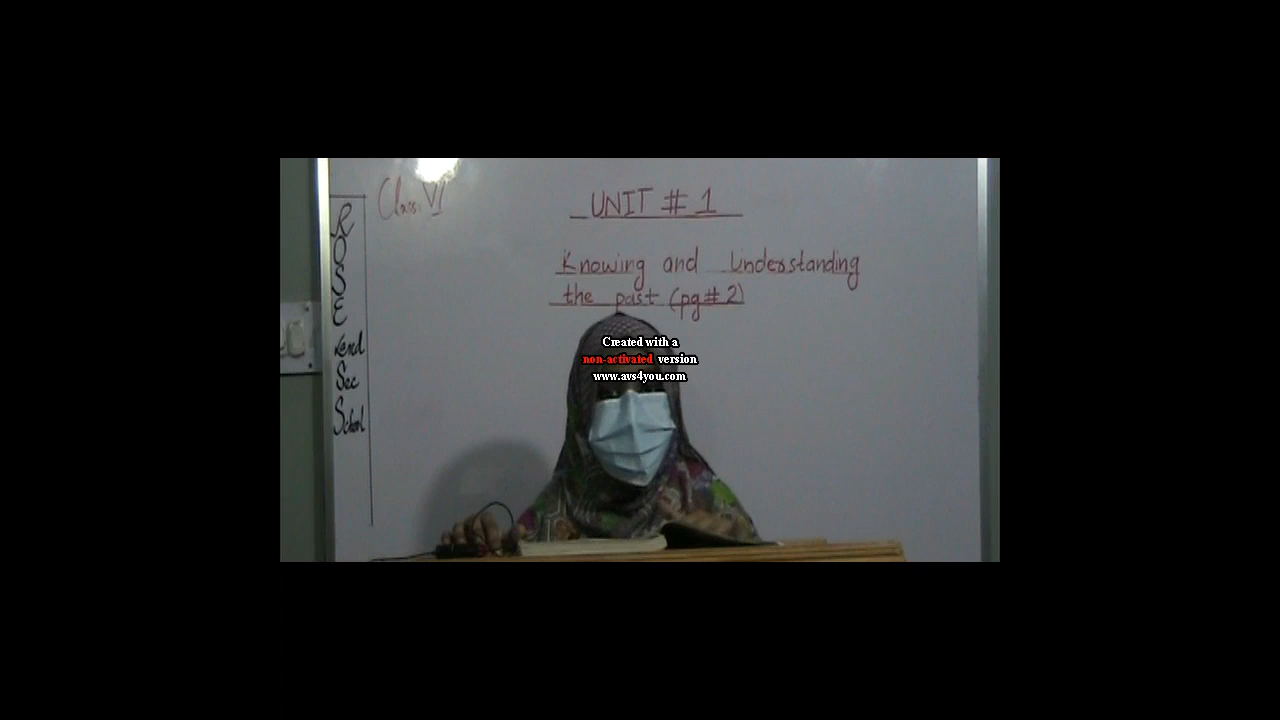 Class: VI
UNIT # 1
Knowing and Understanding
the past (pg# 2)
ROSE
Sec
School
Created with a
non-activated version
www.avs4you.com